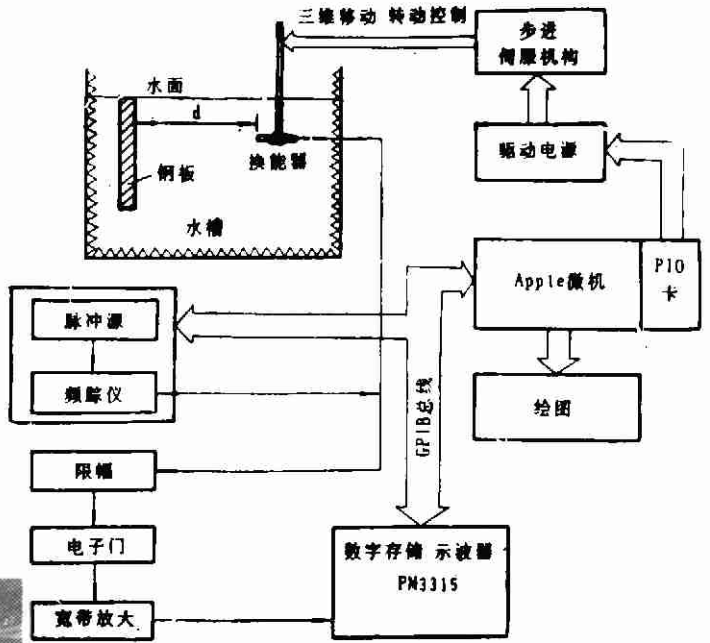 三维移动 转动控制
步进
伺服机构
水面
d
换能器
钢板
水槽
驱动电源
Apple微机
PIO
卡
脉冲源
频踪仪
绘图
GPIB总线
限幅
电子门
宽带放大
数字存储 示波器
PM3315